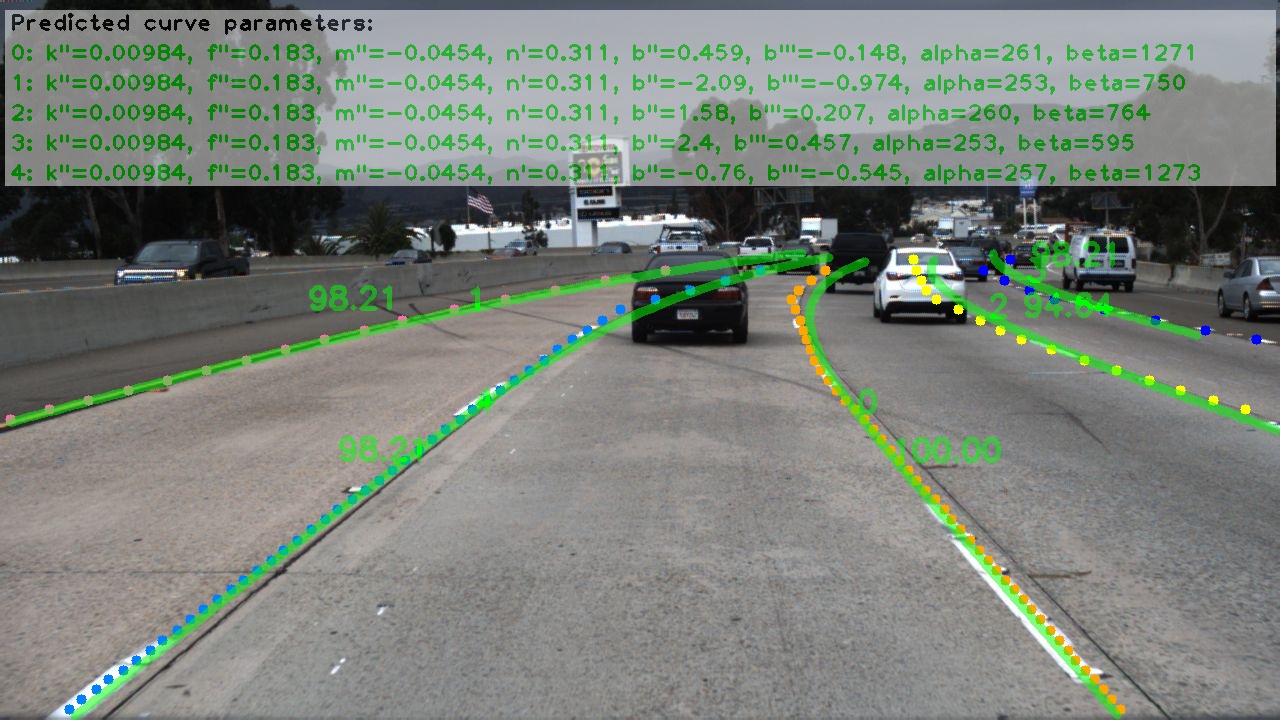 Predicted curve parameters:
0: k''=0.00984, f''=0.183, m''=-0.0454, n'=0.311, b''=0.459, b'''=-0.148, alpha=261, beta=1271
1: k''=0.00984, f''=0.183, m''=-0.0454, n'=0.311, b''=-2.09, b'''=-0.974, alpha=253, beta=750
2: k''=0.00984, f''=0.183, m''=-0.0454, n'=0.311, b''=1.58, b'''=0.207, alpha=260, beta=764
3: k''=0.00984, f''=0.183, m''=-0.0454, n'=0.311, b''=2.4, b'''=0.457, alpha=253, beta=595
4: k''=0.00984, f''=0.183, m''=-0.0454, n'=0.311, b''=-0.76, b'''=-0.545, alpha=257, beta=1273
98.21
98.21 1
2 94.64
0
98.21
100.00